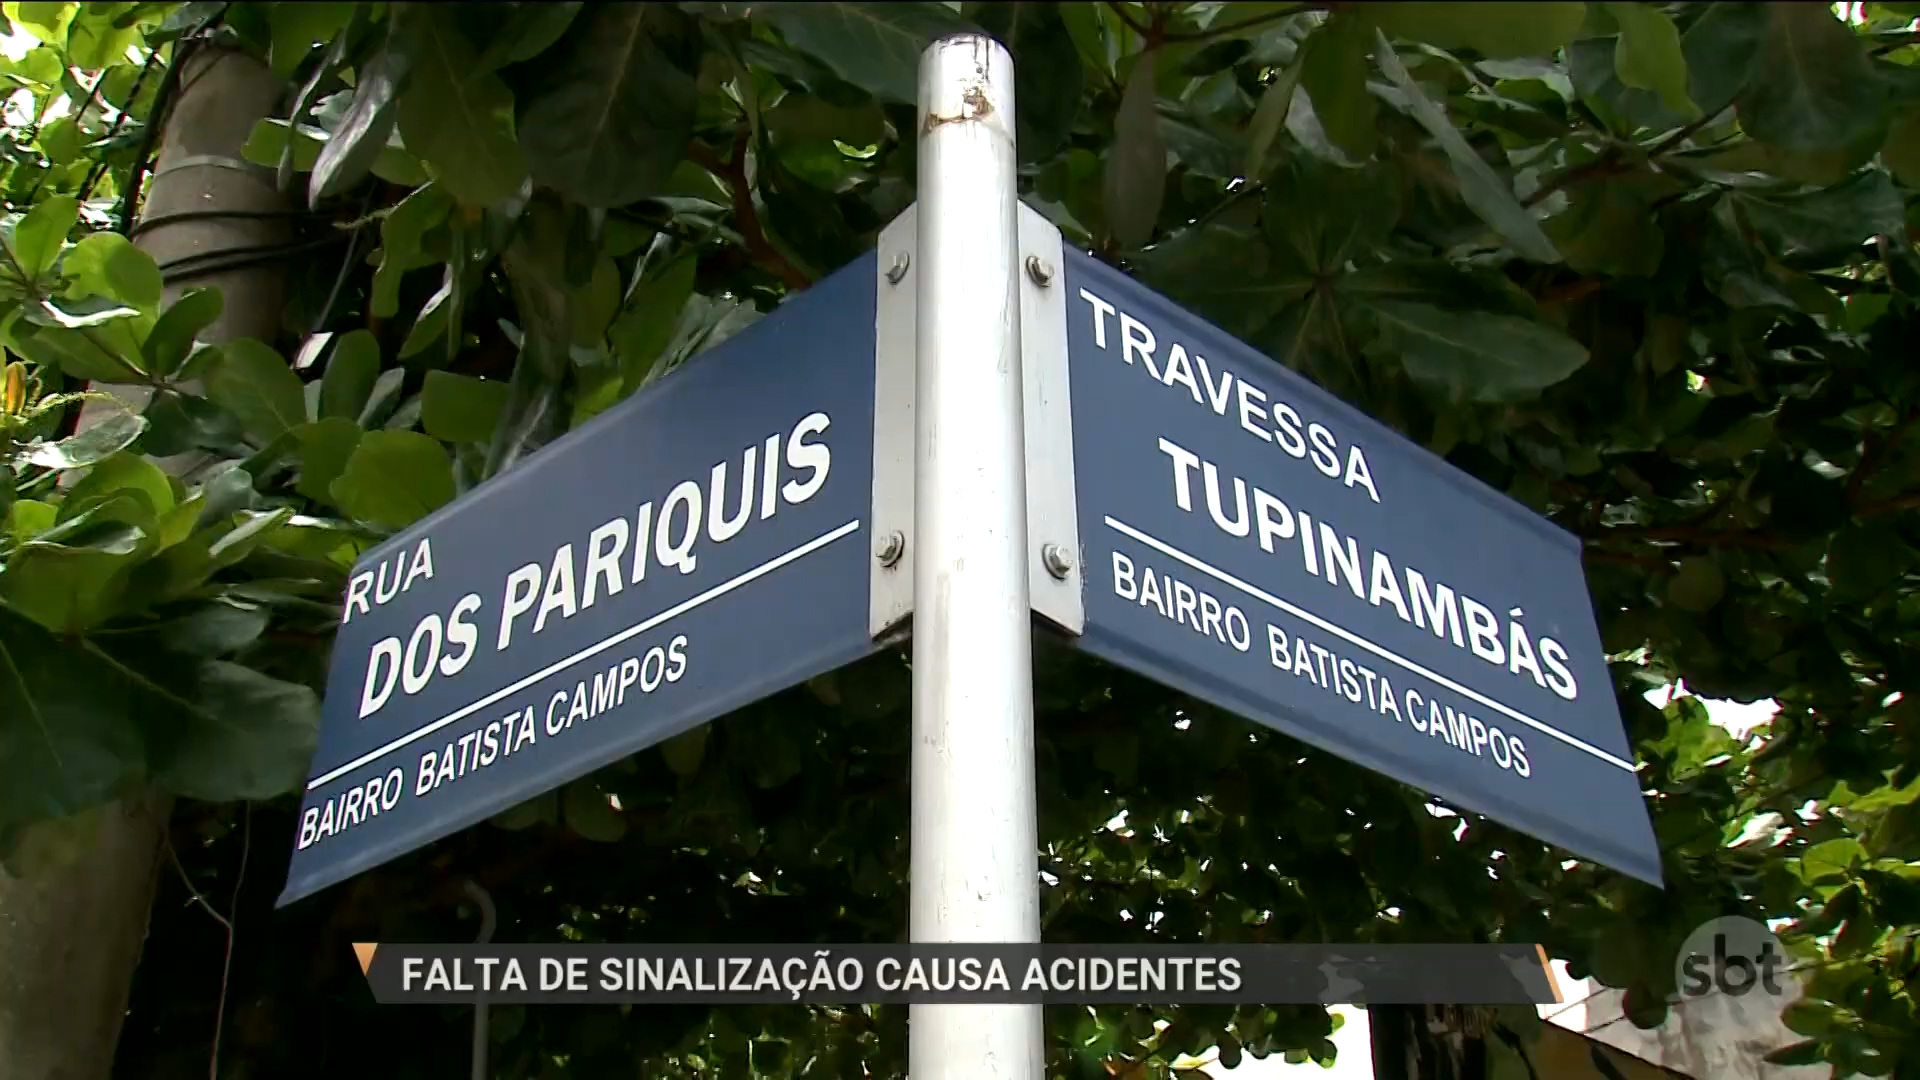 RUA
DOS PARIQUIS
BAIRRO BATISTA CAMPOS
TRAVESSA
TUPINAMBÁS
BAIRRO BATISTA CAMPOS
FALTA DE SINALIZAÇÃO CAUSA ACIDENTES
sbt